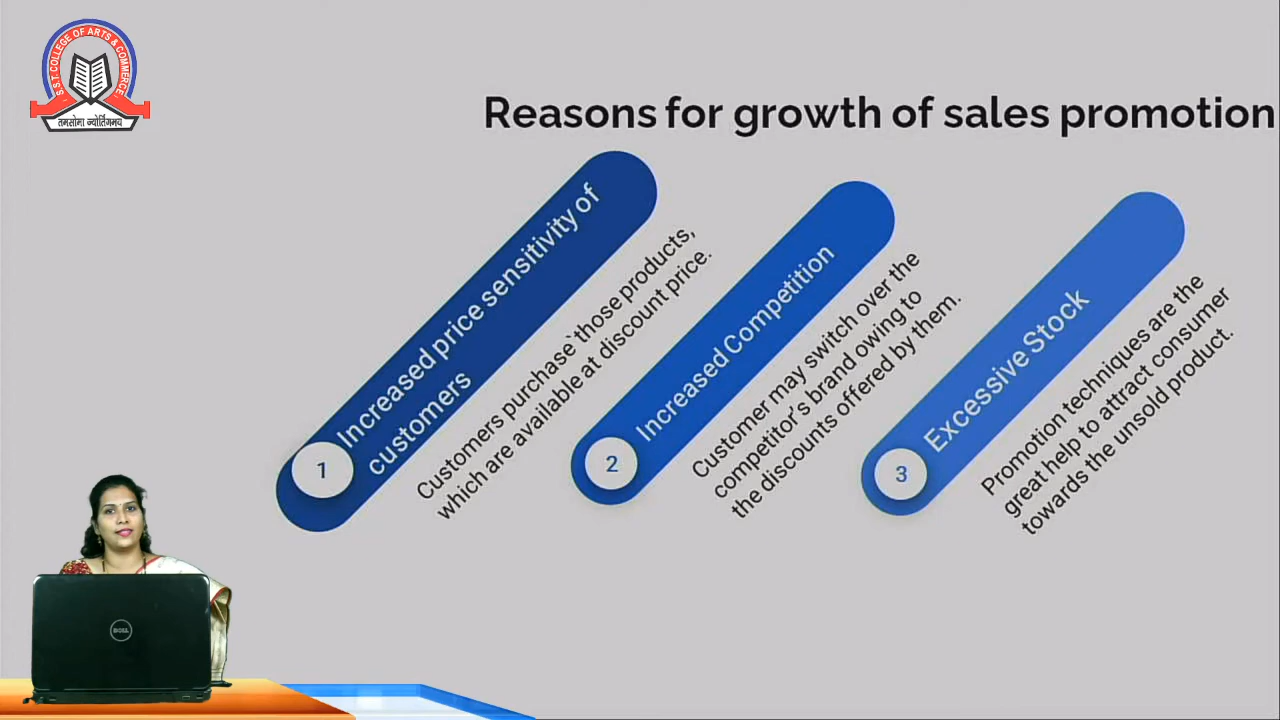 S.S.T. COLLEGE OF ARTS & COMMERCE
तमसोमा ज्योर्तिगमय
Reasons for growth of sales promotion
1
Increased price sensitivity of
customers
Customers purchase `those products,
which are available at discount price.
2
Increased Competition
Customer may switch over the
competitor's brand owing to
the discounts offered by them.
3
Excessive Stock
Promotion techniques are the
great help to attract consumer
towards the unsold product.
DELL